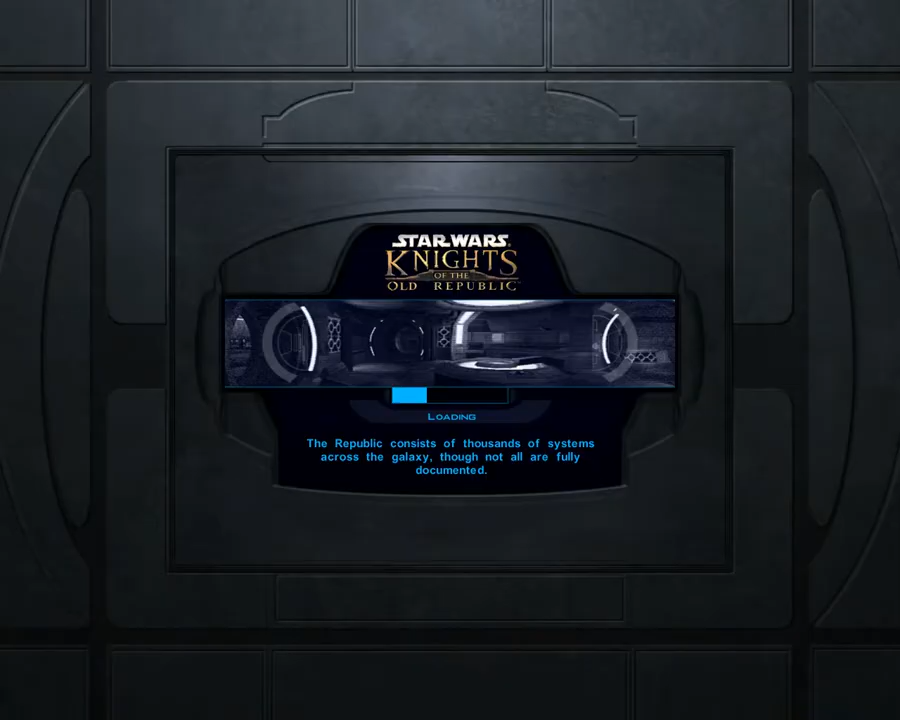 STAR WARS
KNIGHTS
OF THE
OLD REPUBLIC
LOADING
The Republic consists of thousands of systems
across the galaxy, though not all are fully
documented.